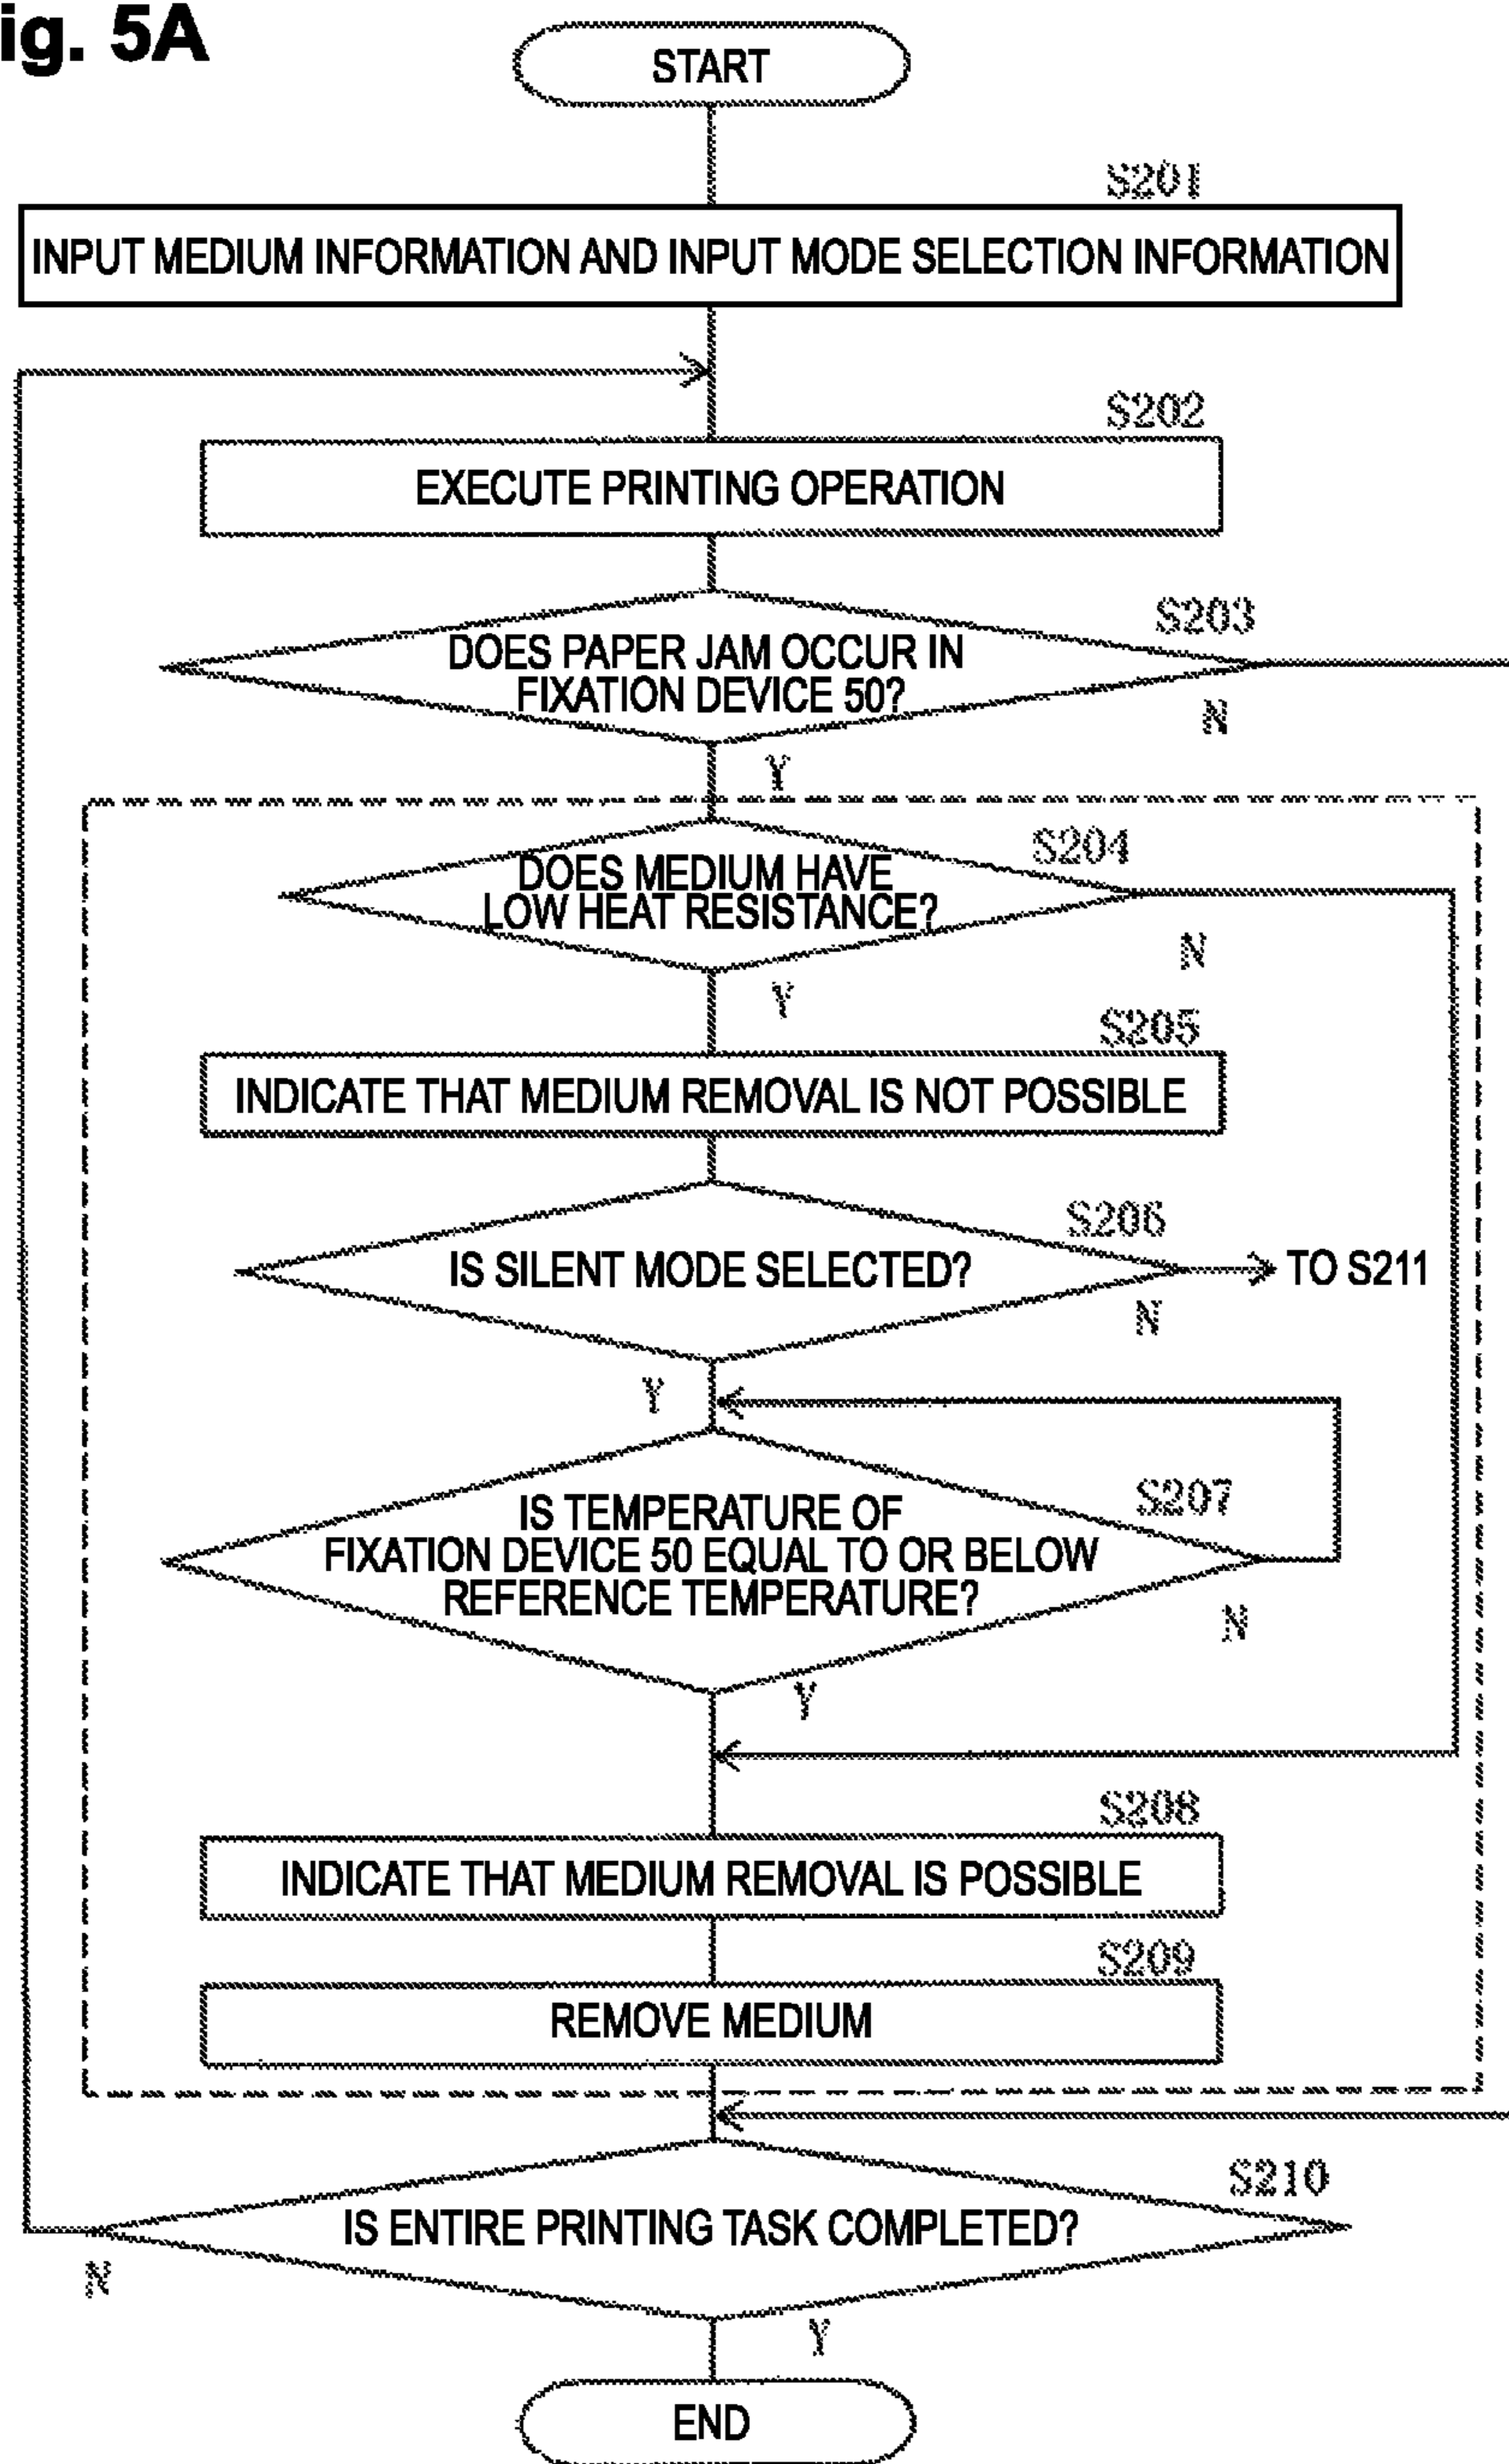 ig. 5A
START
S201
INPUT MEDIUM INFORMATION AND INPUT MODE SELECTION INFORMATION
S202
EXECUTE PRINTING OPERATION
S203
DOES PAPER JAM OCCUR IN
FIXATION DEVICE 50?
N
Y
S204
DOES MEDIUM HAVE
LOW HEAT RESISTANCE?
N
Y
S205
INDICATE THAT MEDIUM REMOVAL IS NOT POSSIBLE
S206
IS SILENT MODE SELECTED?
TO S211
N
Y
S207
IS TEMPERATURE OF
FIXATION DEVICE 50 EQUAL TO OR BELOW
REFERENCE TEMPERATURE?
N
Y
S208
INDICATE THAT MEDIUM REMOVAL IS POSSIBLE
S209
REMOVE MEDIUM
S210
IS ENTIRE PRINTING TASK COMPLETED?
N
Y
END